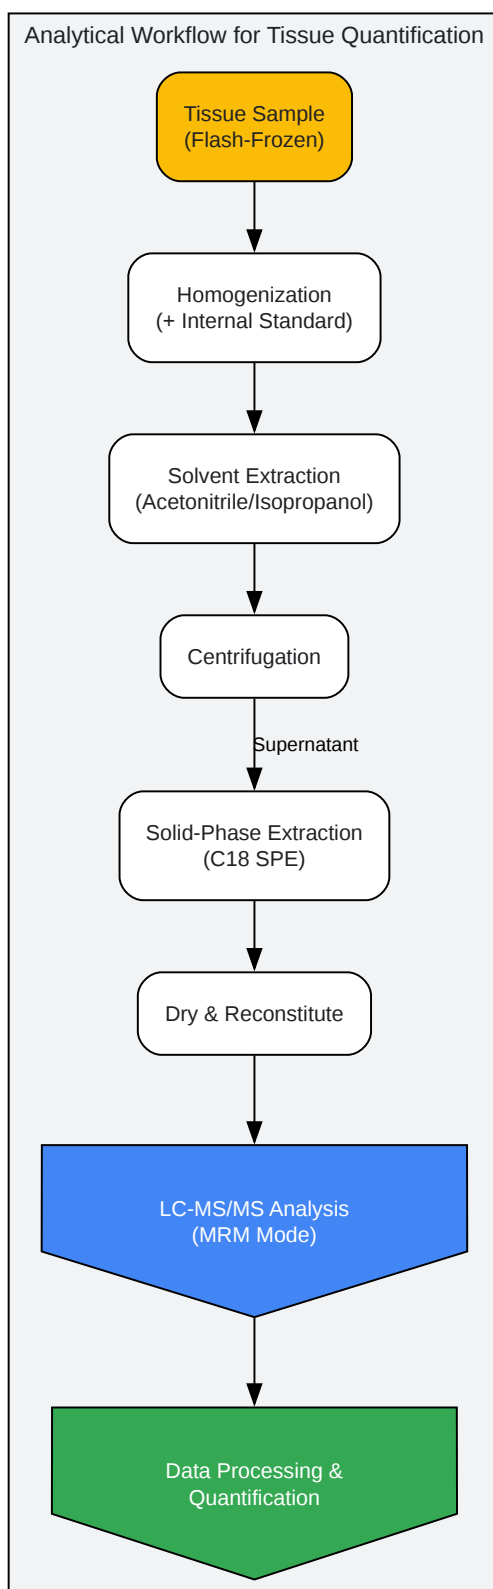 Analytical Workflow for Tissue Quantification
Tissue Sample
(Flash-Frozen)
Homogenization
(+ Internal Standard)
Solvent Extraction
(Acetonitrile/Isopropanol)
Centrifugation
Supernatant
Solid-Phase Extraction
(C18 SPE)
Dry & Reconstitute
LC-MS/MS Analysis
(MRM Mode)
Data Processing &
Quantification